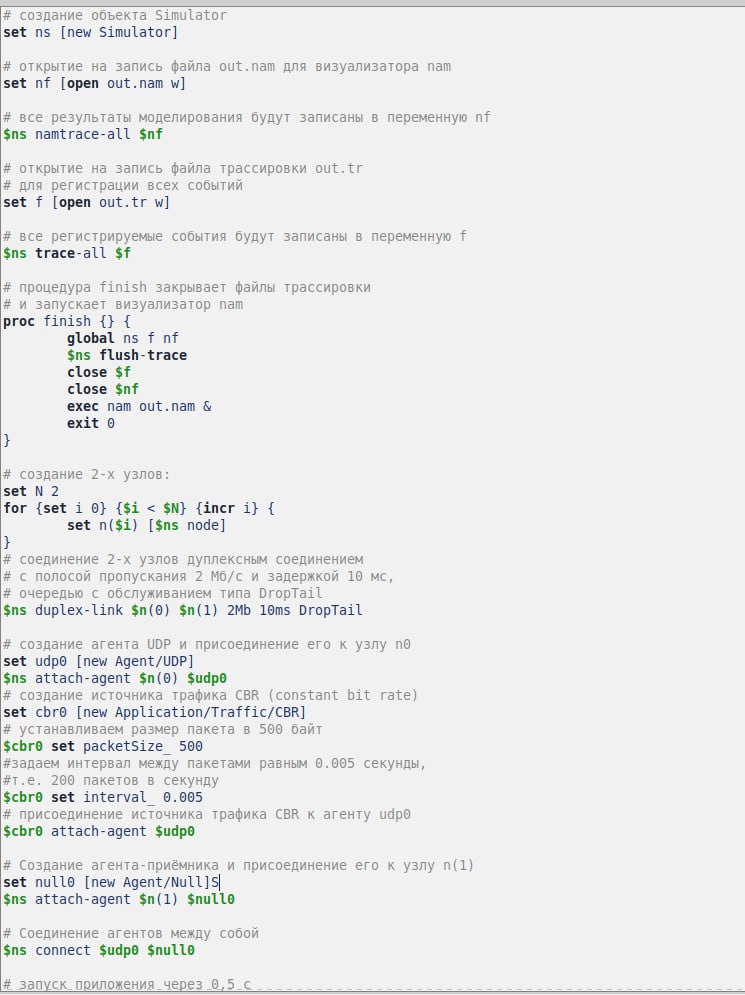 # создание объекта Simulator
set ns [new Simulator]
# открытие на запись файла out.nam для визуализатора nam
set nf [open out.nam w]
# все результаты моделирования будут записаны в переменную nf
$ns namtrace-all $nf
# открытие на запись файла трассировки out.tr
# для регистрации всех событий
set f [open out.tr w]
# все регистрируемые события будут записаны в переменную f
$ns trace-all $f
# процедура finish закрывает файлы трассировки
# и запускает визуализатор nam
proc finish {} {
global ns f nf
$ns flush-trace
close $f
close $nf
exec nam out.nam &
exit 0
}
# создание 2-х узлов:
set N 2
for {set i 0} {$i < $N} {incr i} {
set n($i) [$ns node]
}
# соединение 2-х узлов дуплексным соединением
# с полосой пропускания 2 Мб/с и задержкой 10 мс,
# очередью с обслуживанием типа DropTail
$ns duplex-link $n(0) $n(1) 2Mb 10ms DropTail
# создание агента UDP и присоединение его к узлу n0
set udp0 [new Agent/UDP]
$ns attach-agent $n(0) $udp0
# создание источника трафика CBR (constant bit rate)
set cbr0 [new Application/Traffic/CBR]
# устанавливаем размер пакета в 500 байт
$cbr0 set packetSize_ 500
#задаем интервал между пакетами равным 0.005 секунды,
#т.е. 200 пакетов в секунду
$cbr0 set interval_ 0.005
# присоединение источника трафика CBR к агенту udp0
$cbr0 attach-agent $udp0
# Создание агента-приёмника и присоединение его к узлу n(1)
set null0 [new Agent/Null]S
$ns attach-agent $n(1) $null0
# Соединение агентов между собой
$ns connect $udp0 $null0
# запуск приложения через 0,5 с